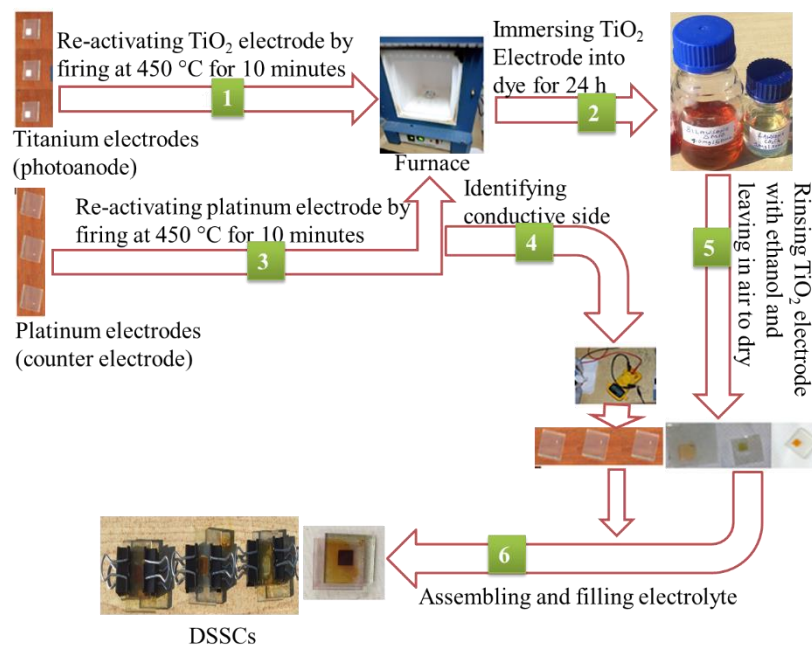 Re-activating TiO₂ electrode by
firing at 450 °C for 10 minutes
1
Titanium electrodes
(photoanode)
Furnace
Immersing TiO₂
Electrode into
dye for 24 h
2
Re-activating platinum electrode by
firing at 450 °C for 10 minutes
3
Platinum electrodes
(counter electrode)
Identifying
conductive side
4
5
Rinsing TiO₂ electrode
with ethanol and
leaving in air to dry
6
Assembling and filling electrolyte
DSSCs